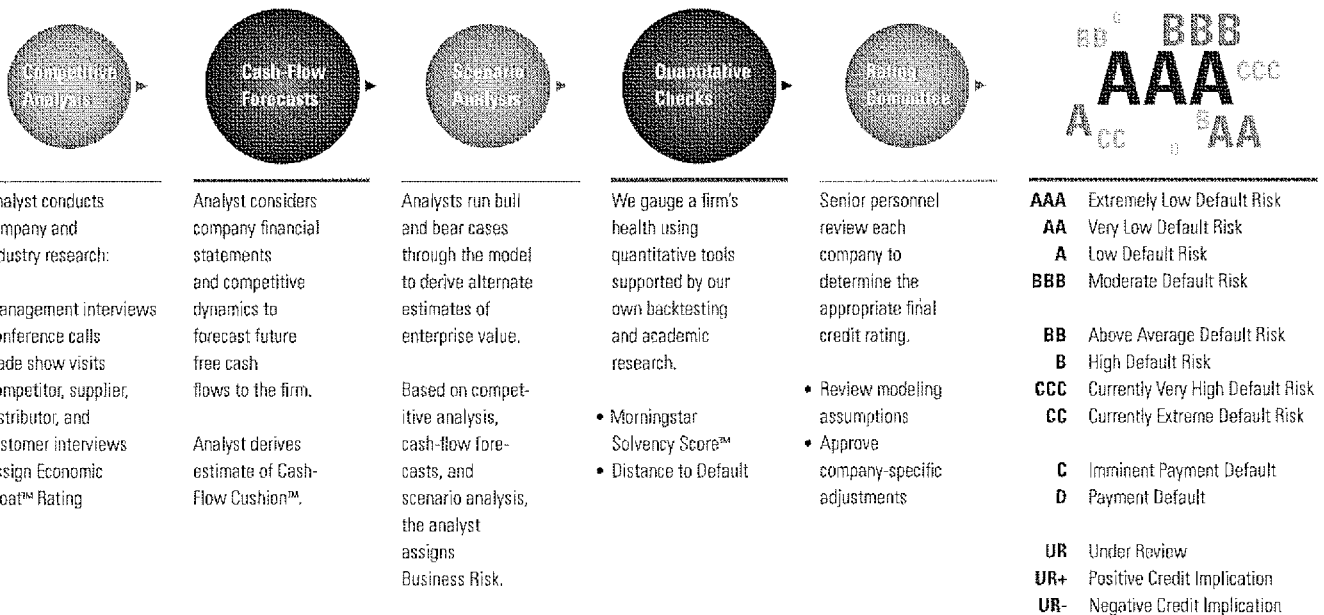 Competitive
Analysis
Cash-Flow
Forecasts
Scenario
Analysis
Quantitative
Checks
Rating
Committee
BB
C
BBB
AAA
CCC
A
CC
D
B
AA
nalyst conducts
mpany and
dustry research:
anagement interviews
onference calls
ade show visits
ompetitor, supplier,
stributor, and
ustomer interviews
ssign Economic
oat™ Rating
Analyst considers
company financial
statements
and competitive
dynamics to
forecast future
free cash
flows to the firm.
Analyst derives
estimate of Cash-
Flow Cushion™.
Analysts run bull
and bear cases
through the model
to derive alternate
estimates of
enterprise value.
Based on compet-
itive analysis,
cash-flow fore-
casts, and
scenario analysis,
the analyst
assigns
Business Risk.
We gauge a firm's
health using
quantitative tools
supported by our
own backtesting
and academic
research.
• Morningstar
Solvency Score™
• Distance to Default
Senior personnel
review each
company to
determine the
appropriate final
credit rating.
• Review modeling
assumptions
• Approve
company-specific
adjustments
AAA Extremely Low Default Risk
AA Very Low Default Risk
A Low Default Risk
BBB Moderate Default Risk
BB Above Average Default Risk
B High Default Risk
CCC Currently Very High Default Risk
CC Currently Extreme Default Risk
C Imminent Payment Default
D Payment Default
UR Under Review
UR+ Positive Credit Implication
UR- Negative Credit Implication